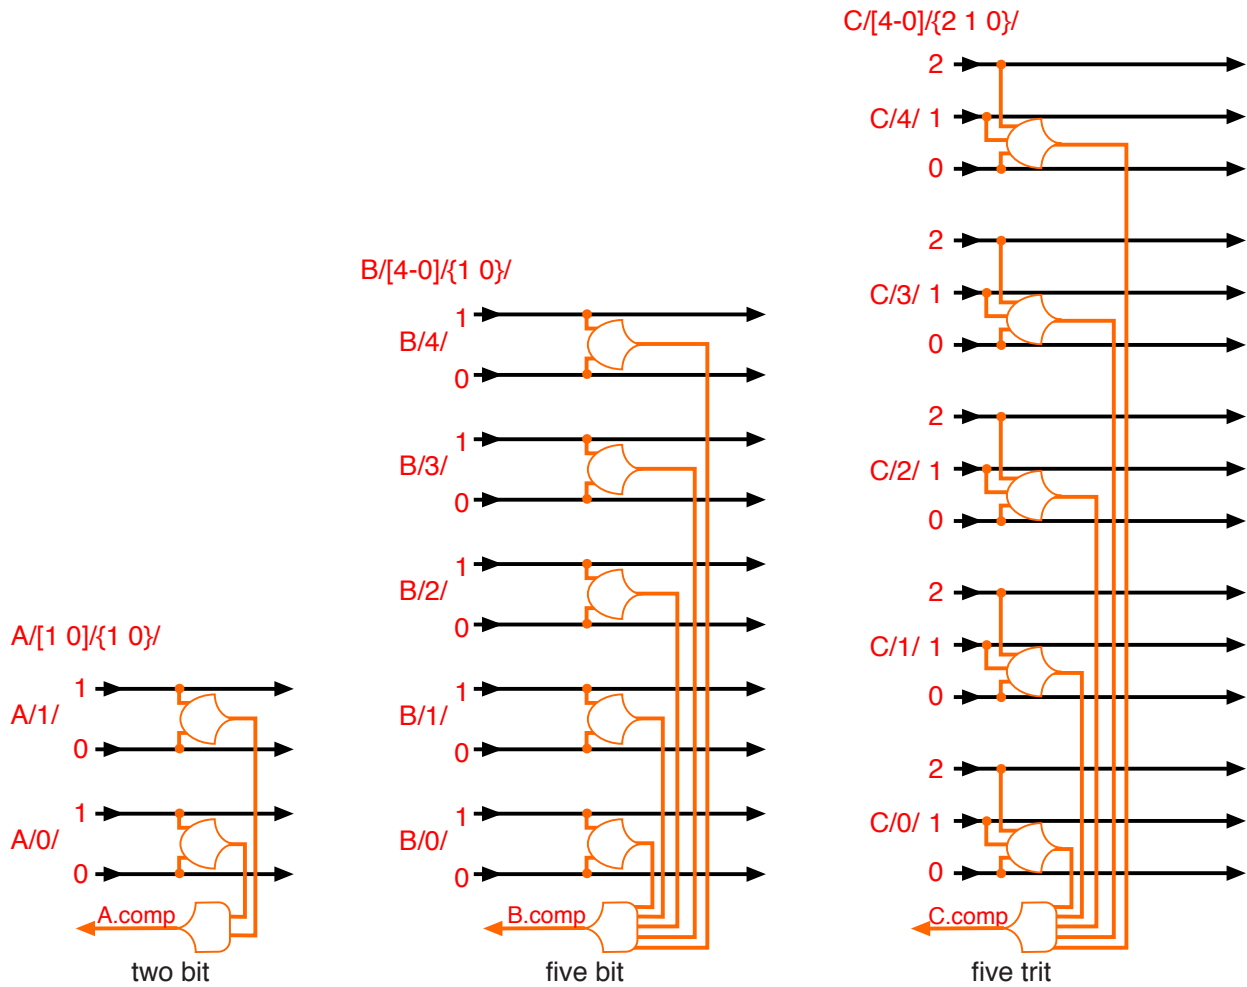 A/[1 0]/{1 0}/
1
A/1/
0
1
A/0/
0
A.comp
two bit
B/[4-0]/{1 0}/
1
B/4/
0
1
B/3/
0
1
B/2/
0
1
B/1/
0
1
B/0/
0
B.comp
five bit
C/[4-0]/{2 1 0}/
2
C/4/ 1
0
2
C/3/ 1
0
2
C/2/ 1
0
2
C/1/ 1
0
2
C/0/ 1
0
C.comp
five trit